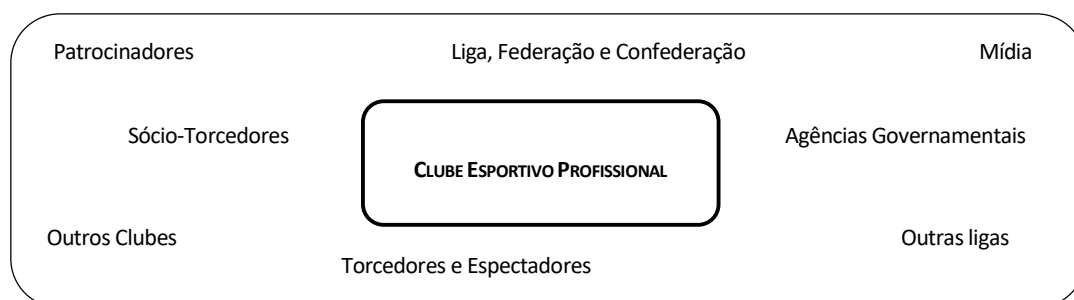 Patrocinadores
Liga, Federação e Confederação
Mídia
Sócio-Torcedores
Agências Governamentais
CLUBE ESPORTIVO PROFISSIONAL
Outros Clubes
Outras ligas
Torcedores e Espectadores